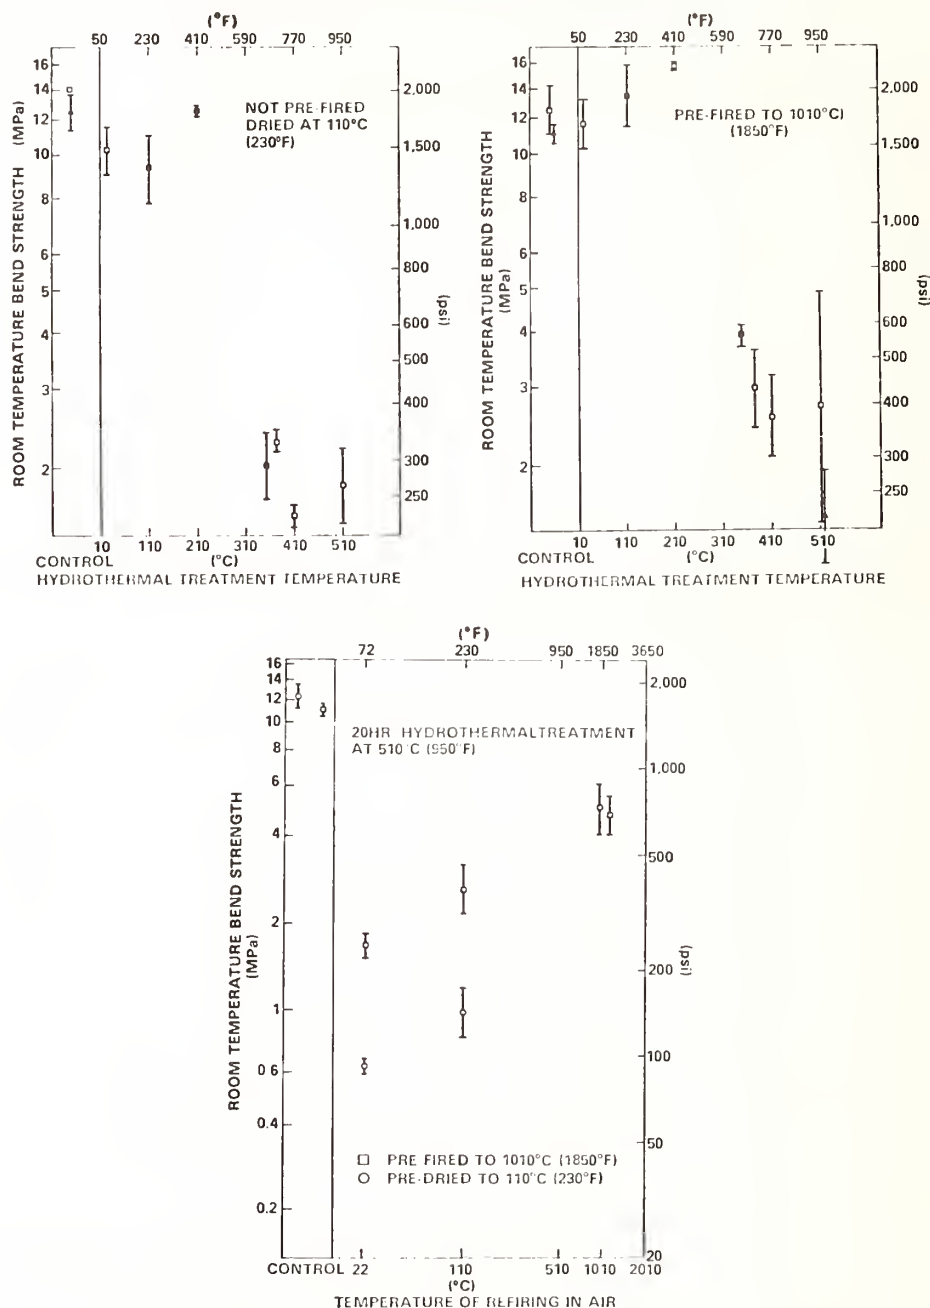 (°F)
50 230 410 590 770 950
16
14
12
10
8
6
5
4
3
2
ROOM TEMPERATURE BEND STRENGTH (MPa)
NOT PRE-FIRED
DRIED AT 110°C
(230°F)
2,000
1,500
1,000
800
600
500
400
300
250
(psi)
10 110 210 310 410 510
CONTROL (°C)
HYDROTHERMAL TREATMENT TEMPERATURE
(°F)
50 230 410 590 770 950
16
14
12
10
8
6
5
4
3
2
ROOM TEMPERATURE BEND STRENGTH
(MPa)
PRE-FIRED TO 1010°C)
(1850°F)
2,000
1,500
1,000
800
600
500
400
300
250
(psi)
10 110 210 310 410 510
CONTROL (°C)
HYDROTHERMAL TREATMENT TEMPERATURE
(°F)
72 230 950 1850 3650
16
14
12
10
8
6
4
2
1
0.6
0.4
0.2
ROOM TEMPERATURE BEND STRENGTH
(MPa)
20HR HYDROTHERMAL TREATMENT
AT 510°C (950°F)
2,000
1,000
500
200
100
50
20
(psi)
□ PRE FIRED TO 1010°C (1850°F)
○ PRE-DRIED TO 110°C (230°F)
CONTROL 22 110 510 1010 2010
(°C)
TEMPERATURE OF REFIRING IN AIR